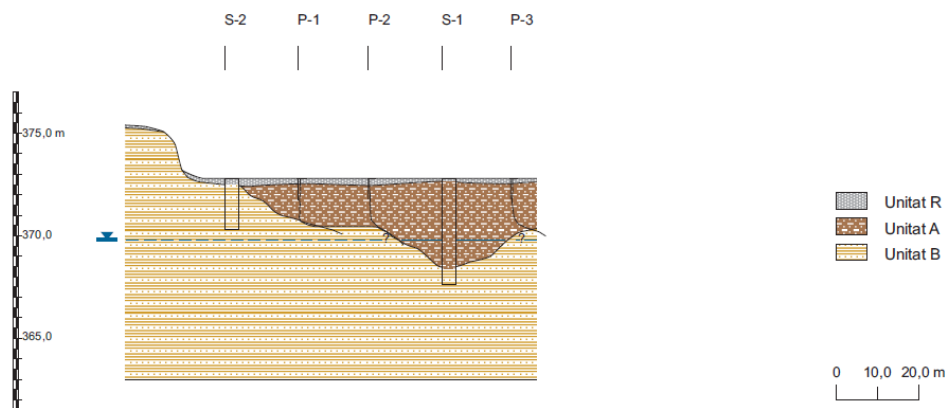 S-2 P-1 P-2 S-1 P-3
375,0 m
370,0
365,0
? ?
Unitat R
Unitat A
Unitat B
0 10,0 20,0 m